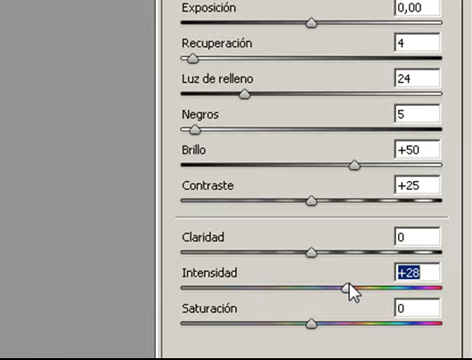 Exposición 0,00
Recuperación 4
Luz de relleno 24
Negros 5
Brillo +50
Contraste +25
Claridad 0
Intensidad +28
Saturación 0